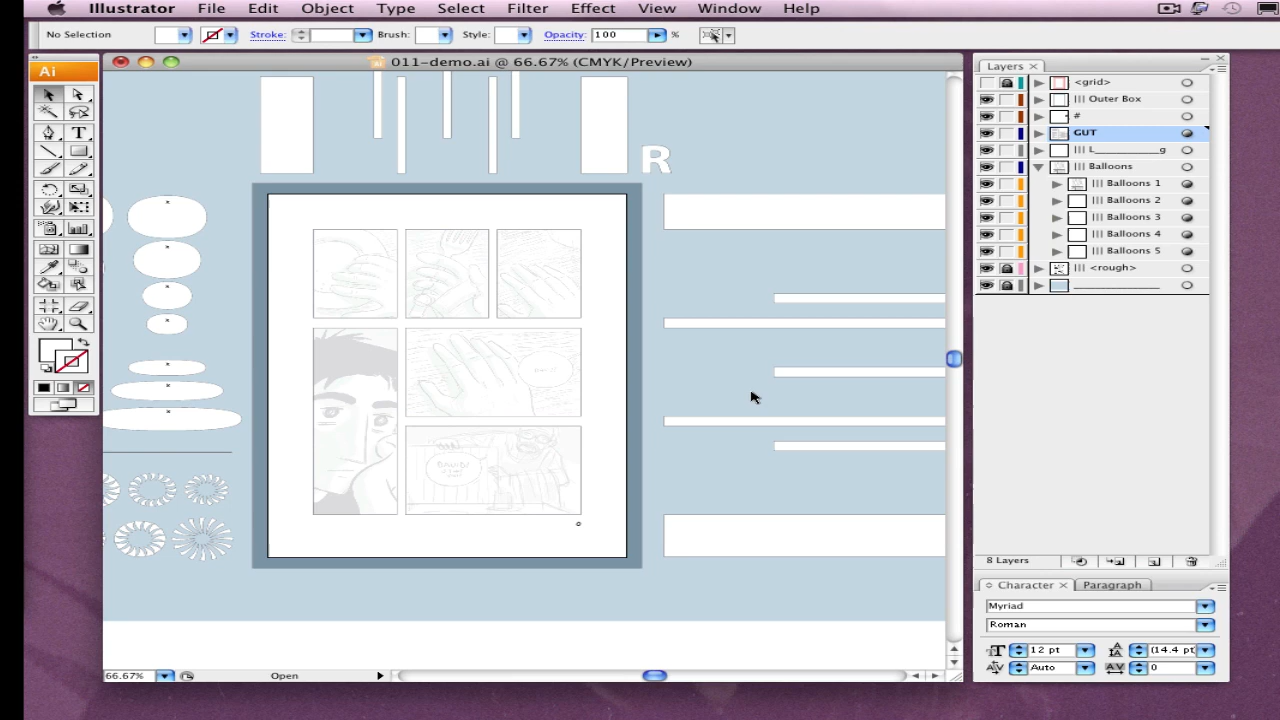 Illustrator File Edit Object Type Select Filter Effect View Window Help
No Selection Stroke: Brush: Style: Opacity: 100 %
Ai
011-demo.ai @ 66.67% (CMYK/Preview)
R
* * * *
* * *
66.67% Open
Layers
<grid>
||| Outer Box
#
GUT
||| L__________g
||| Balloons
||| Balloons 1
||| Balloons 2
||| Balloons 3
||| Balloons 4
||| Balloons 5
||| <rough>
_______________
8 Layers
Character Paragraph
Myriad
Roman
12 pt (14.4 pt
Auto 0